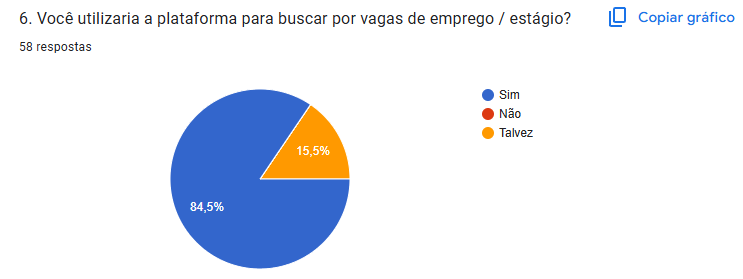 6. Você utilizaria a plataforma para buscar por vagas de emprego / estágio?
Copiar gráfico
58 respostas
Sim
Não
Talvez
15,5%
84,5%